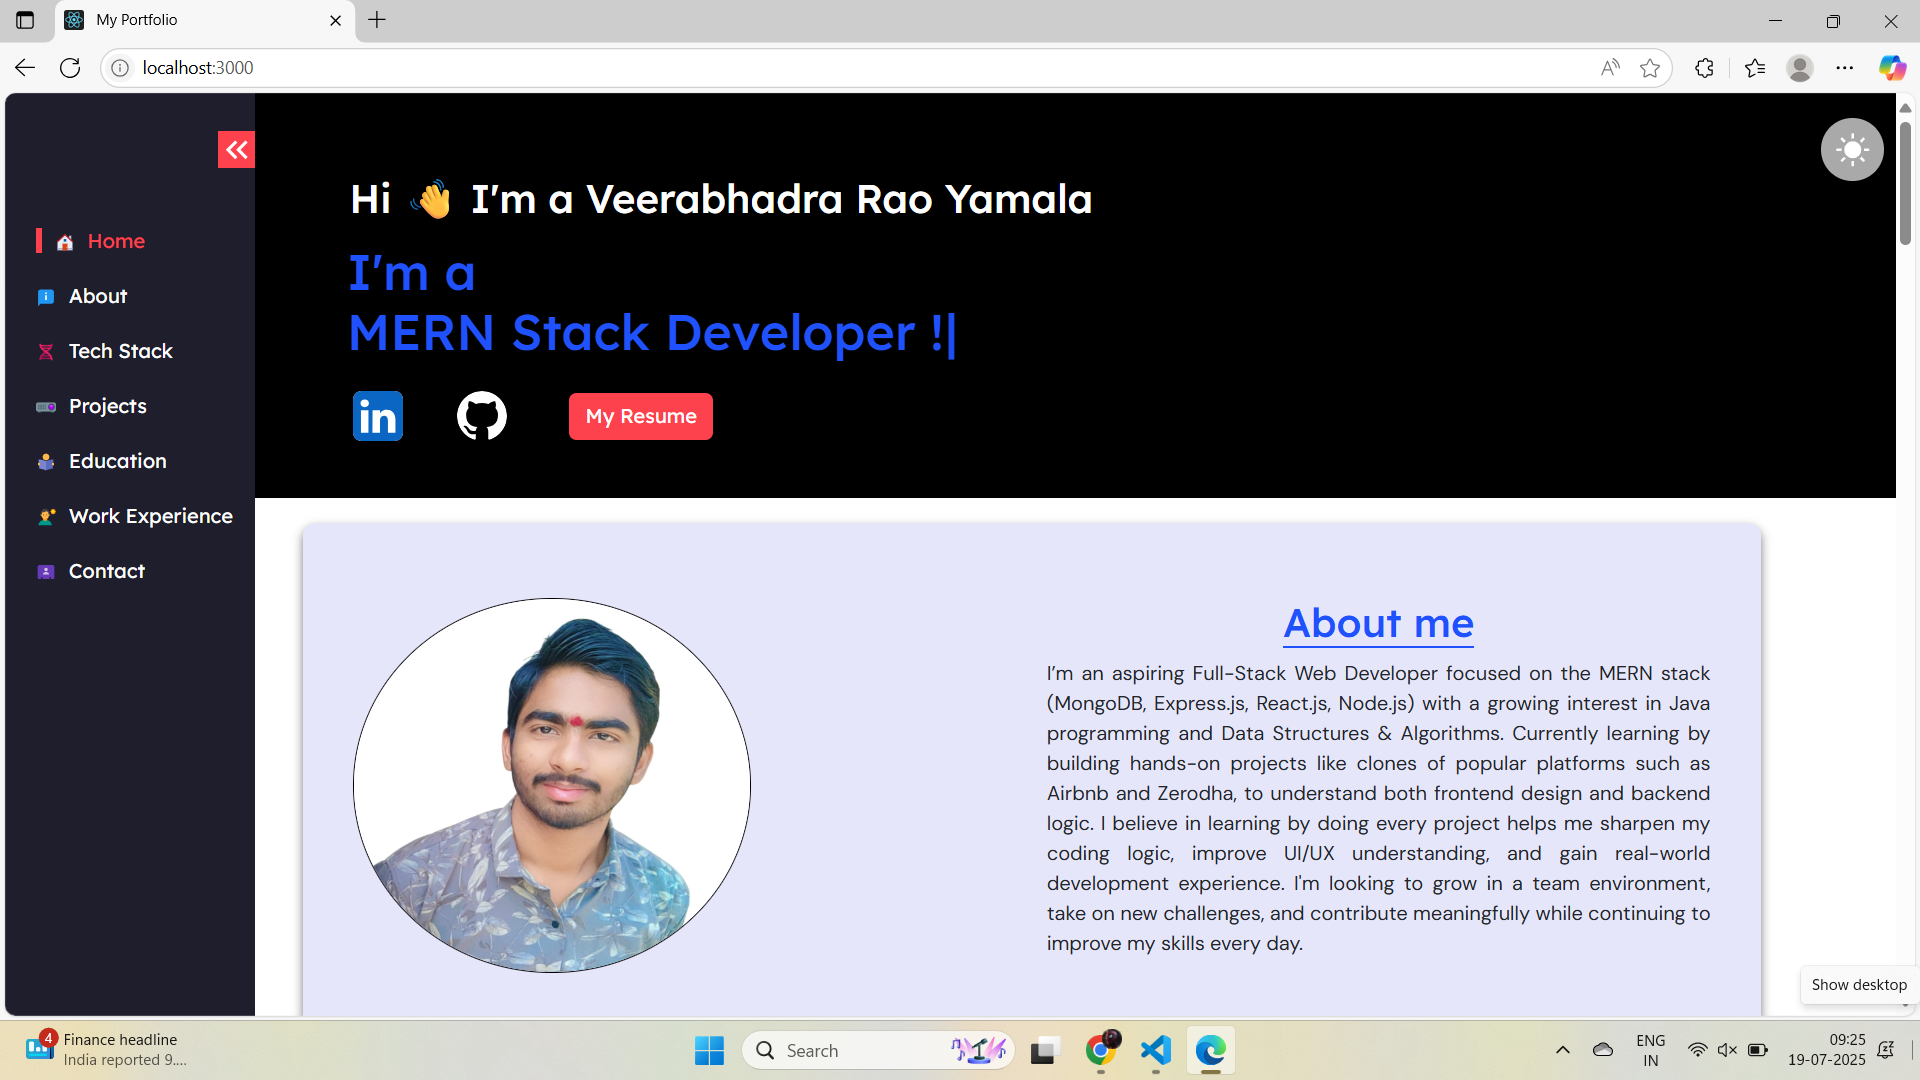 My Portfolio
localhost:3000
Hi 👋 I'm a Veerabhadra Rao Yamala
I'm a
MERN Stack Developer !|
in
My Resume
Home
About
Tech Stack
Projects
Education
Work Experience
Contact
About me
I’m an aspiring Full-Stack Web Developer focused on the MERN stack
(MongoDB, Express.js, React.js, Node.js) with a growing interest in Java
programming and Data Structures & Algorithms. Currently learning by
building hands-on projects like clones of popular platforms such as
Airbnb and Zerodha, to understand both frontend design and backend
logic. I believe in learning by doing every project helps me sharpen my
coding logic, improve UI/UX understanding, and gain real-world
development experience. I'm looking to grow in a team environment,
take on new challenges, and contribute meaningfully while continuing to
improve my skills every day.
Show desktop
4
Finance headline
India reported 9....
Search
ENG
IN
09:25
19-07-2025